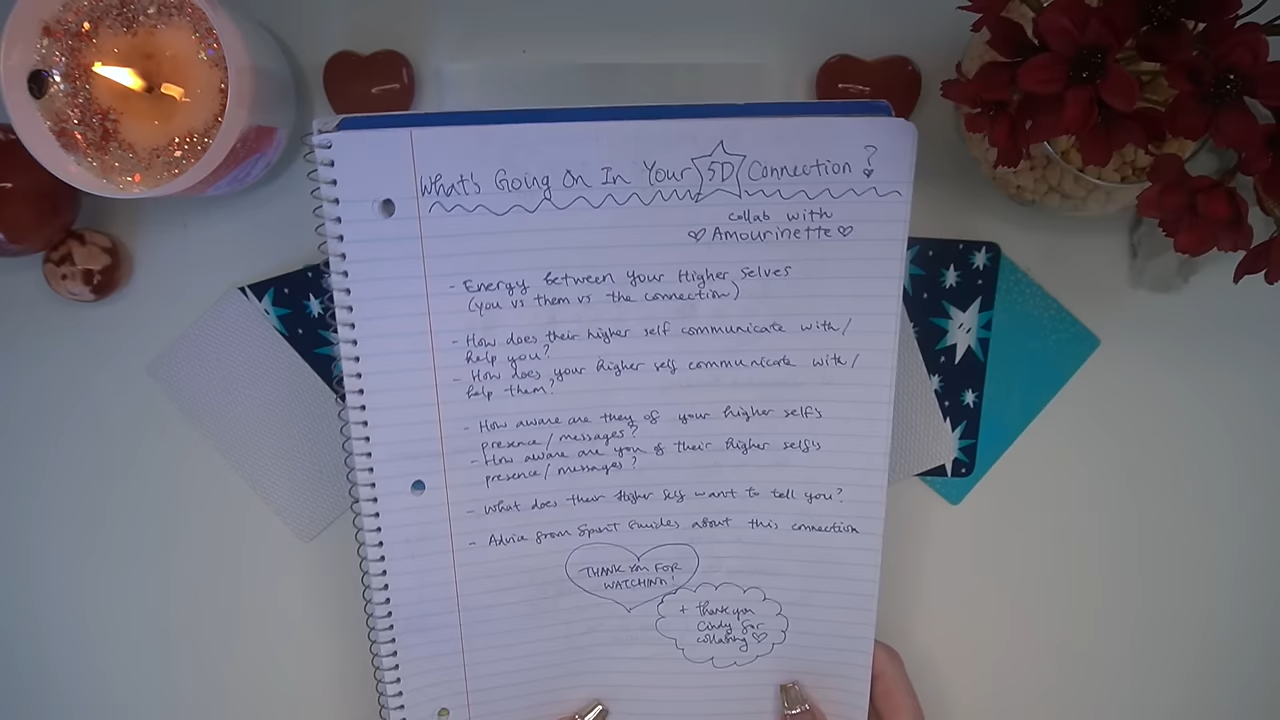 What's Going On In Your 5D Connection?
collab with
♡ Amourinette ♡
- Energy between your Higher Selves
(you vs them vs the connection)
- How does their higher self communicate with/
help you?
- How does your higher self communicate with/
help them?
- How aware are they of your higher self's
presence/messages?
- How aware are you of their higher self's
presence/messages?
- What does their Higher Self want to tell you?
- Advice from Spirit Guides about this connection
THANK YOU FOR
WATCHING!
+ thank you
Cindy for
collabing ♡